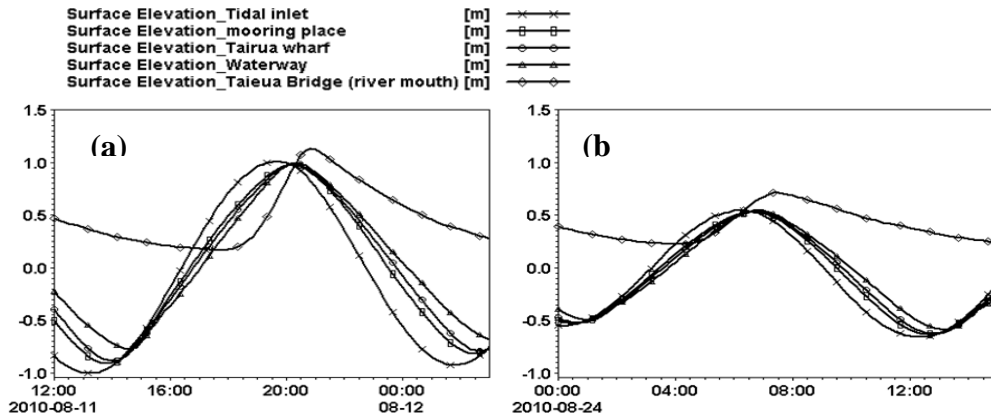 Surface Elevation_Tidal inlet [m]
Surface Elevation_mooring place [m]
Surface Elevation_Tairua wharf [m]
Surface Elevation_Waterway [m]
Surface Elevation_Taieua Bridge (river mouth) [m]
(a)
1.5
1.0
0.5
0.0
-0.5
-1.0
12:00 16:00 20:00 00:00
2010-08-11 08-12
(b
1.5
1.0
0.5
0.0
-0.5
-1.0
00:00 04:00 08:00 12:00
2010-08-24